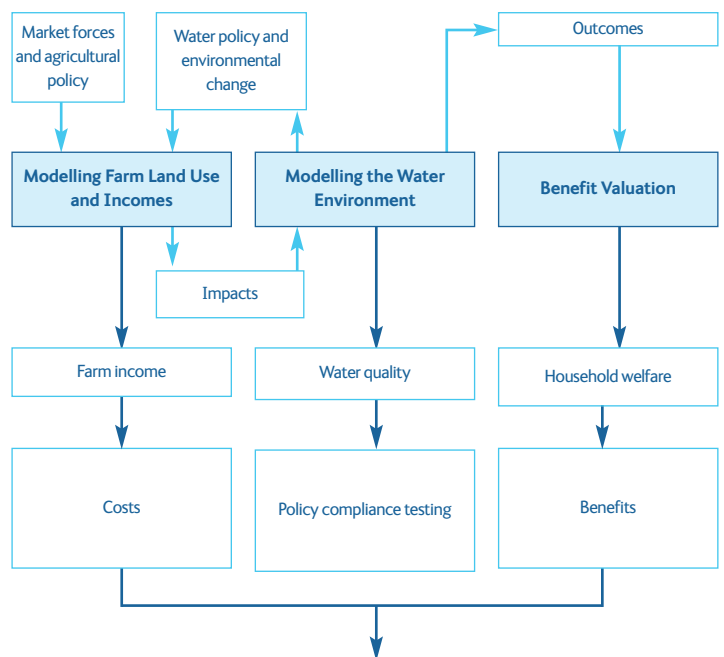 Market forces
and agricultural
policy
Water policy and
environmental
change
Outcomes
Modelling Farm Land Use
and Incomes
Modelling the Water
Environment
Benefit Valuation
Impacts
Farm income
Water quality
Household welfare
Costs
Policy compliance testing
Benefits